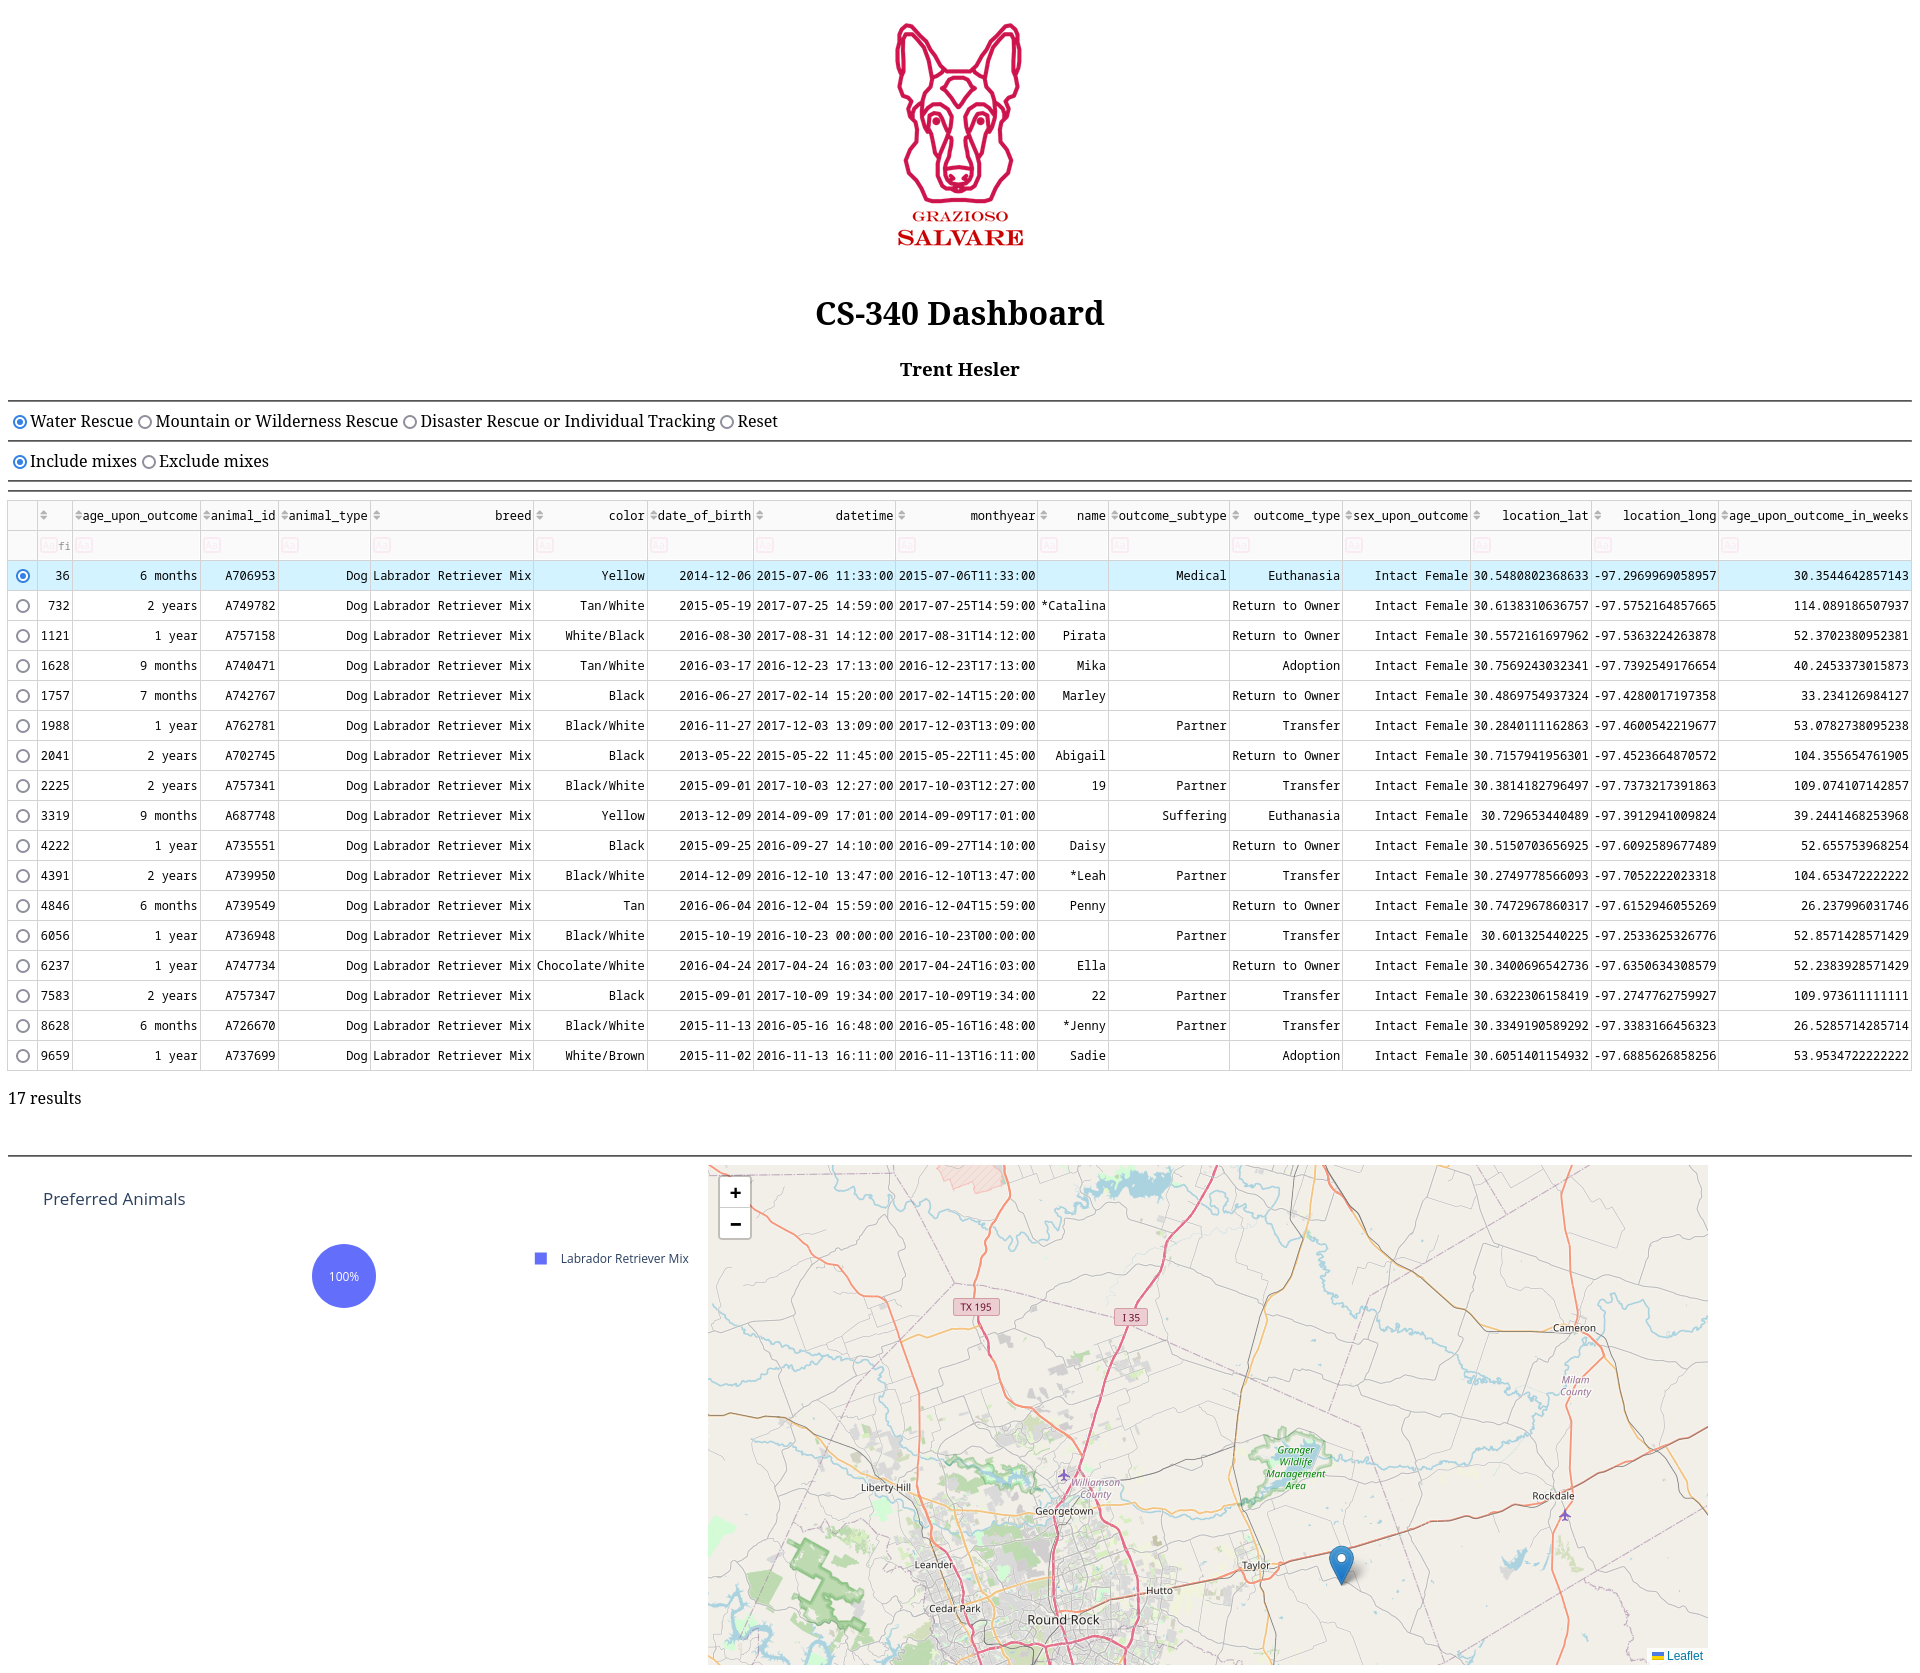 GRAZIOSO
SALVARE
CS-340 Dashboard
Trent Hesler
Water Rescue Mountain or Wilderness Rescue Disaster Rescue or Individual Tracking Reset
Include mixes Exclude mixes
age_upon_outcome animal_id animal_type breed color date_of_birth datetime monthyear name outcome_subtype outcome_type sex_upon_outcome location_lat location_long age_upon_outcome_in_weeks
Aa fi Aa Aa Aa Aa Aa Aa Aa Aa Aa Aa Aa Aa Aa Aa Aa
36 6 months A706953 Dog Labrador Retriever Mix Yellow 2014-12-06 2015-07-06 11:33:00 2015-07-06T11:33:00 Medical Euthanasia Intact Female 30.5480802368633 -97.2969969058957 30.3544642857143
732 2 years A749782 Dog Labrador Retriever Mix Tan/White 2015-05-19 2017-07-25 14:59:00 2017-07-25T14:59:00 *Catalina Return to Owner Intact Female 30.6138310636757 -97.5752164857665 114.089186507937
1121 1 year A757158 Dog Labrador Retriever Mix White/Black 2016-08-30 2017-08-31 14:12:00 2017-08-31T14:12:00 Pirata Return to Owner Intact Female 30.5572161697962 -97.5363224263878 52.3702380952381
1628 9 months A740471 Dog Labrador Retriever Mix Tan/White 2016-03-17 2016-12-23 17:13:00 2016-12-23T17:13:00 Mika Adoption Intact Female 30.7569243032341 -97.7392549176654 40.2453373015873
1757 7 months A742767 Dog Labrador Retriever Mix Black 2016-06-27 2017-02-14 15:20:00 2017-02-14T15:20:00 Marley Return to Owner Intact Female 30.4869754937324 -97.4280017197358 33.234126984127
1988 1 year A762781 Dog Labrador Retriever Mix Black/White 2016-11-27 2017-12-03 13:09:00 2017-12-03T13:09:00 Partner Transfer Intact Female 30.2840111162863 -97.4600542219677 53.0782738095238
2041 2 years A702745 Dog Labrador Retriever Mix Black 2013-05-22 2015-05-22 11:45:00 2015-05-22T11:45:00 Abigail Return to Owner Intact Female 30.7157941956301 -97.4523664870572 104.355654761905
2225 2 years A757341 Dog Labrador Retriever Mix Black/White 2015-09-01 2017-10-03 12:27:00 2017-10-03T12:27:00 19 Partner Transfer Intact Female 30.3814182796497 -97.7373217391863 109.074107142857
3319 9 months A687748 Dog Labrador Retriever Mix Yellow 2013-12-09 2014-09-09 17:01:00 2014-09-09T17:01:00 Suffering Euthanasia Intact Female 30.729653440489 -97.3912941009824 39.2441468253968
4222 1 year A735551 Dog Labrador Retriever Mix Black 2015-09-25 2016-09-27 14:10:00 2016-09-27T14:10:00 Daisy Return to Owner Intact Female 30.5150703656925 -97.6092589677489 52.655753968254
4391 2 years A739950 Dog Labrador Retriever Mix Black/White 2014-12-09 2016-12-10 13:47:00 2016-12-10T13:47:00 *Leah Partner Transfer Intact Female 30.2749778566093 -97.7052222023318 104.653472222222
4846 6 months A739549 Dog Labrador Retriever Mix Tan 2016-06-04 2016-12-04 15:59:00 2016-12-04T15:59:00 Penny Return to Owner Intact Female 30.7472967860317 -97.6152946055269 26.237996031746
6056 1 year A736948 Dog Labrador Retriever Mix Black/White 2015-10-19 2016-10-23 00:00:00 2016-10-23T00:00:00 Partner Transfer Intact Female 30.601325440225 -97.2533625326776 52.8571428571429
6237 1 year A747734 Dog Labrador Retriever Mix Chocolate/White 2016-04-24 2017-04-24 16:03:00 2017-04-24T16:03:00 Ella Return to Owner Intact Female 30.3400696542736 -97.6350634308579 52.2383928571429
7583 2 years A757347 Dog Labrador Retriever Mix Black 2015-09-01 2017-10-09 19:34:00 2017-10-09T19:34:00 22 Partner Transfer Intact Female 30.6322306158419 -97.2747762759927 109.973611111111
8628 6 months A726670 Dog Labrador Retriever Mix Black/White 2015-11-13 2016-05-16 16:48:00 2016-05-16T16:48:00 *Jenny Partner Transfer Intact Female 30.3349190589292 -97.3383166456323 26.5285714285714
9659 1 year A737699 Dog Labrador Retriever Mix White/Brown 2015-11-02 2016-11-13 16:11:00 2016-11-13T16:11:00 Sadie Adoption Intact Female 30.6051401154932 -97.6885626858256 53.9534722222222
17 results
Preferred Animals
100%
Labrador Retriever Mix
+
−
TX 195
I 35
Cameron
Milam
County
Granger
Wildlife
Management
Area
Williamson
County
Liberty Hill
Georgetown
Rockdale
Leander
Taylor
Hutto
Cedar Park
Round Rock
Leaflet